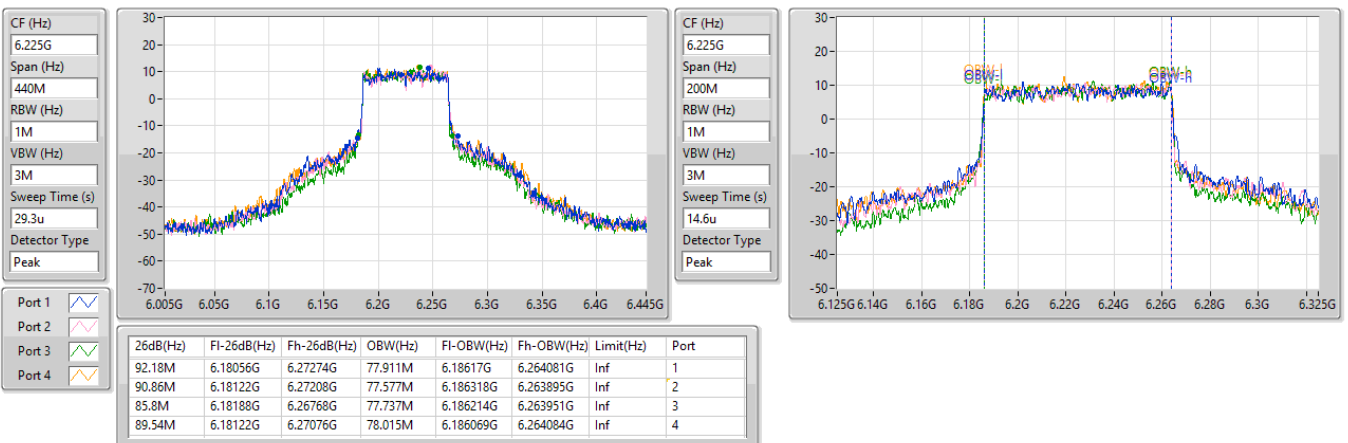 CF (Hz)
6.225G
Span (Hz)
440M
RBW (Hz)
1M
VBW (Hz)
3M
Sweep Time (s)
29.3u
Detector Type
Peak
30
20
10
0
-10
-20
-30
-40
-50
-60
-70
6.005G 6.05G 6.1G 6.15G 6.2G 6.25G 6.3G 6.35G 6.4G 6.445G
CF (Hz)
6.225G
Span (Hz)
200M
RBW (Hz)
1M
VBW (Hz)
3M
Sweep Time (s)
14.6u
Detector Type
Peak
30
20
10
0
-10
-20
-30
-40
-50
OBW-l OBW-h
6.125G 6.14G 6.16G 6.18G 6.2G 6.22G 6.24G 6.26G 6.28G 6.3G 6.325G
Port 1
Port 2
Port 3
Port 4
26dB(Hz) Fl-26dB(Hz) Fh-26dB(Hz) OBW(Hz) Fl-OBW(Hz) Fh-OBW(Hz) Limit(Hz) Port
92.18M 6.18056G 6.27274G 77.911M 6.18617G 6.264081G Inf 1
90.86M 6.18122G 6.27208G 77.577M 6.186318G 6.263895G Inf 2
85.8M 6.18188G 6.26768G 77.737M 6.186214G 6.263951G Inf 3
89.54M 6.18122G 6.27076G 78.015M 6.186069G 6.264084G Inf 4